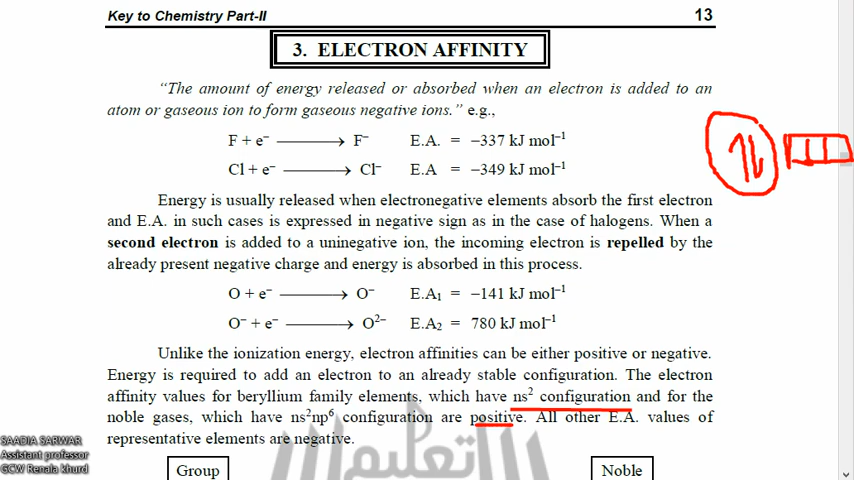 Key to Chemistry Part-II 13
3. ELECTRON AFFINITY
“The amount of energy released or absorbed when an electron is added to an
atom or gaseous ion to form gaseous negative ions.” e.g.,
F + e⁻ ⟶ F⁻ E.A. = −337 kJ mol⁻¹
Cl + e⁻ ⟶ Cl⁻ E.A = −349 kJ mol⁻¹
Energy is usually released when electronegative elements absorb the first electron
and E.A. in such cases is expressed in negative sign as in the case of halogens. When a
second electron is added to a uninegative ion, the incoming electron is repelled by the
already present negative charge and energy is absorbed in this process.
O + e⁻ ⟶ O⁻ E.A₁ = −141 kJ mol⁻¹
O⁻ + e⁻ ⟶ O²⁻ E.A₂ = 780 kJ mol⁻¹
Unlike the ionization energy, electron affinities can be either positive or negative.
Energy is required to add an electron to an already stable configuration. The electron
affinity values for beryllium family elements, which have ns² configuration and for the
noble gases, which have ns²np⁶ configuration are positive. All other E.A. values of
representative elements are negative.
تعلیم
SAADIA SARWAR
Assistant professor
GCW Renala khurd
Group Noble